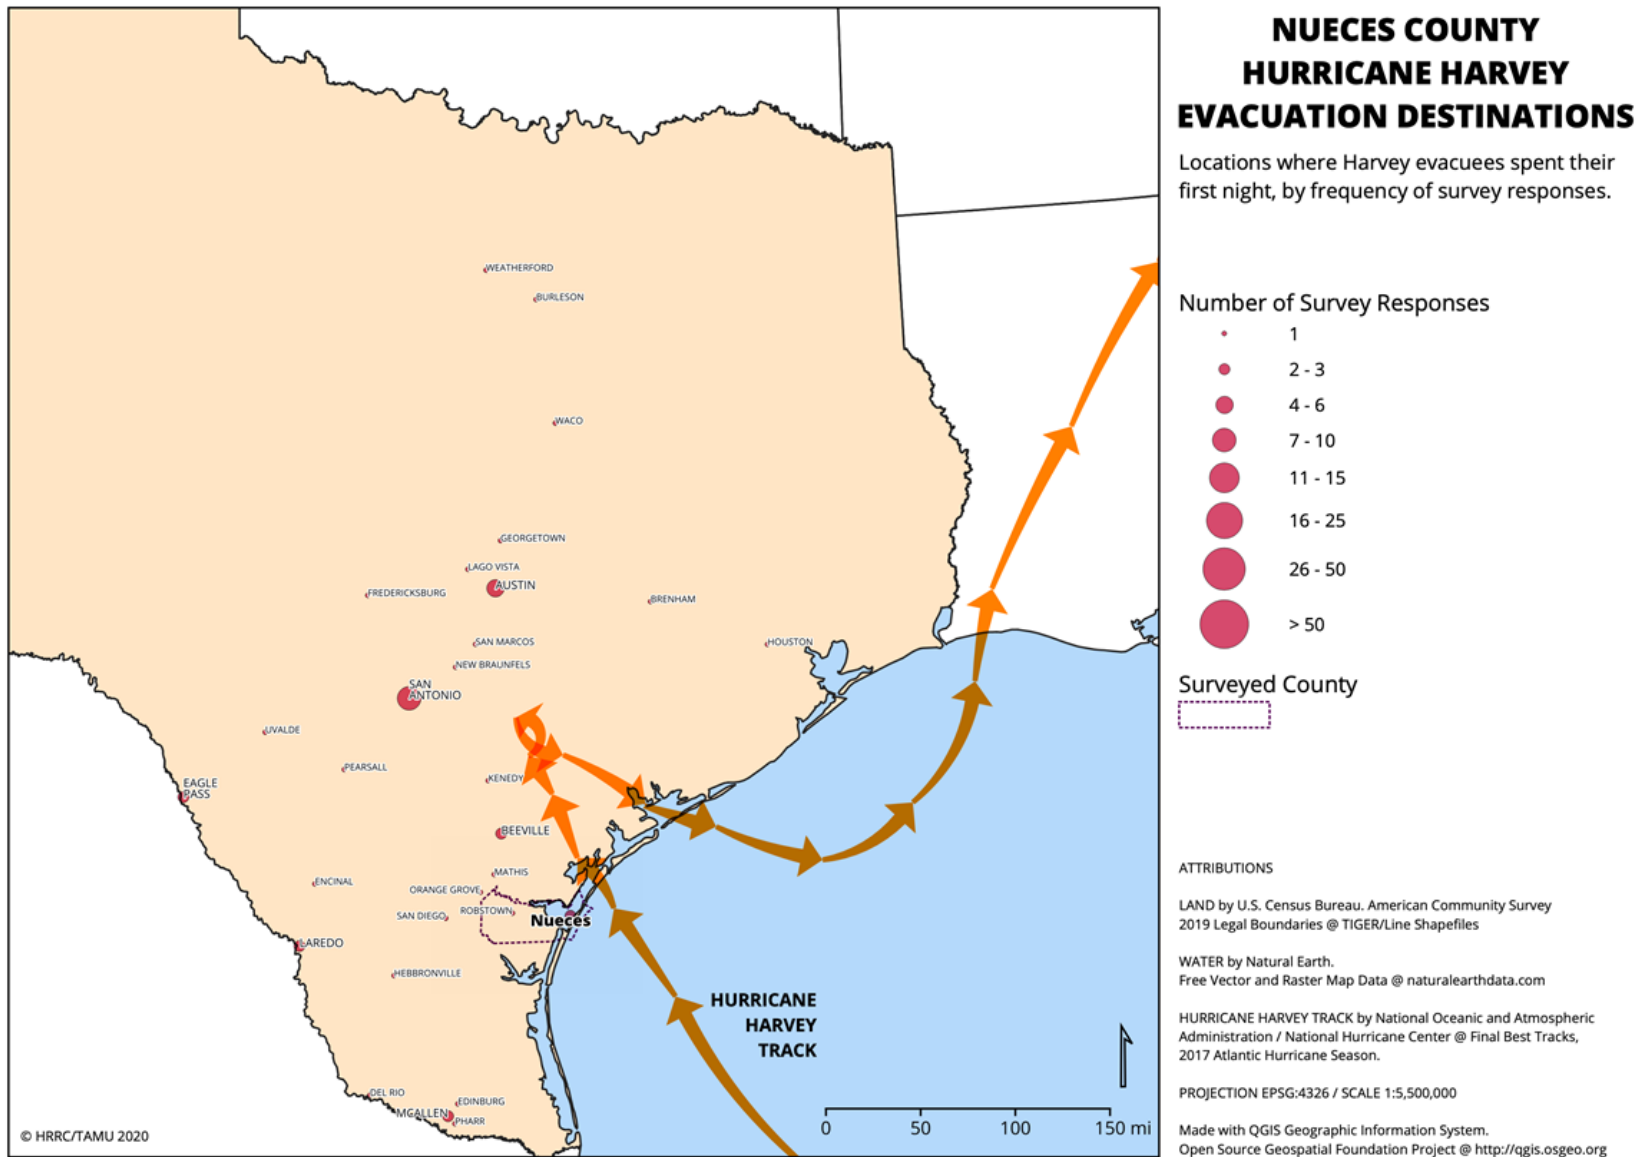 NUECES COUNTY
HURRICANE HARVEY
EVACUATION DESTINATIONS
Locations where Harvey evacuees spent their
first night, by frequency of survey responses.
Number of Survey Responses
1
2 - 3
4 - 6
7 - 10
11 - 15
16 - 25
26 - 50
> 50
Surveyed County
ATTRIBUTIONS
LAND by U.S. Census Bureau. American Community Survey
2019 Legal Boundaries @ TIGER/Line Shapefiles
WATER by Natural Earth.
Free Vector and Raster Map Data @ naturalearthdata.com
HURRICANE HARVEY TRACK by National Oceanic and Atmospheric
Administration / National Hurricane Center @ Final Best Tracks,
2017 Atlantic Hurricane Season.
PROJECTION EPSG:4326 / SCALE 1:5,500,000
Made with QGIS Geographic Information System.
Open Source Geospatial Foundation Project @ http://qgis.osgeo.org
WEATHERFORD
BURLESON
WACO
GEORGETOWN
LAGO VISTA
AUSTIN
FREDERICKSBURG
BRENHAM
SAN MARCOS
HOUSTON
NEW BRAUNFELS
SAN
ANTONIO
UVALDE
PEARSALL
KENEDY
EAGLE
PASS
BEEVILLE
MATHIS
ENCINAL
ORANGE GROVE
ROBSTOWN
SAN DIEGO
Nueces
LAREDO
HEBBRONVILLE
HURRICANE
HARVEY
TRACK
DEL RIO
EDINBURG
MCALLEN
PHARR
0 50 100 150 mi
© HRRC/TAMU 2020